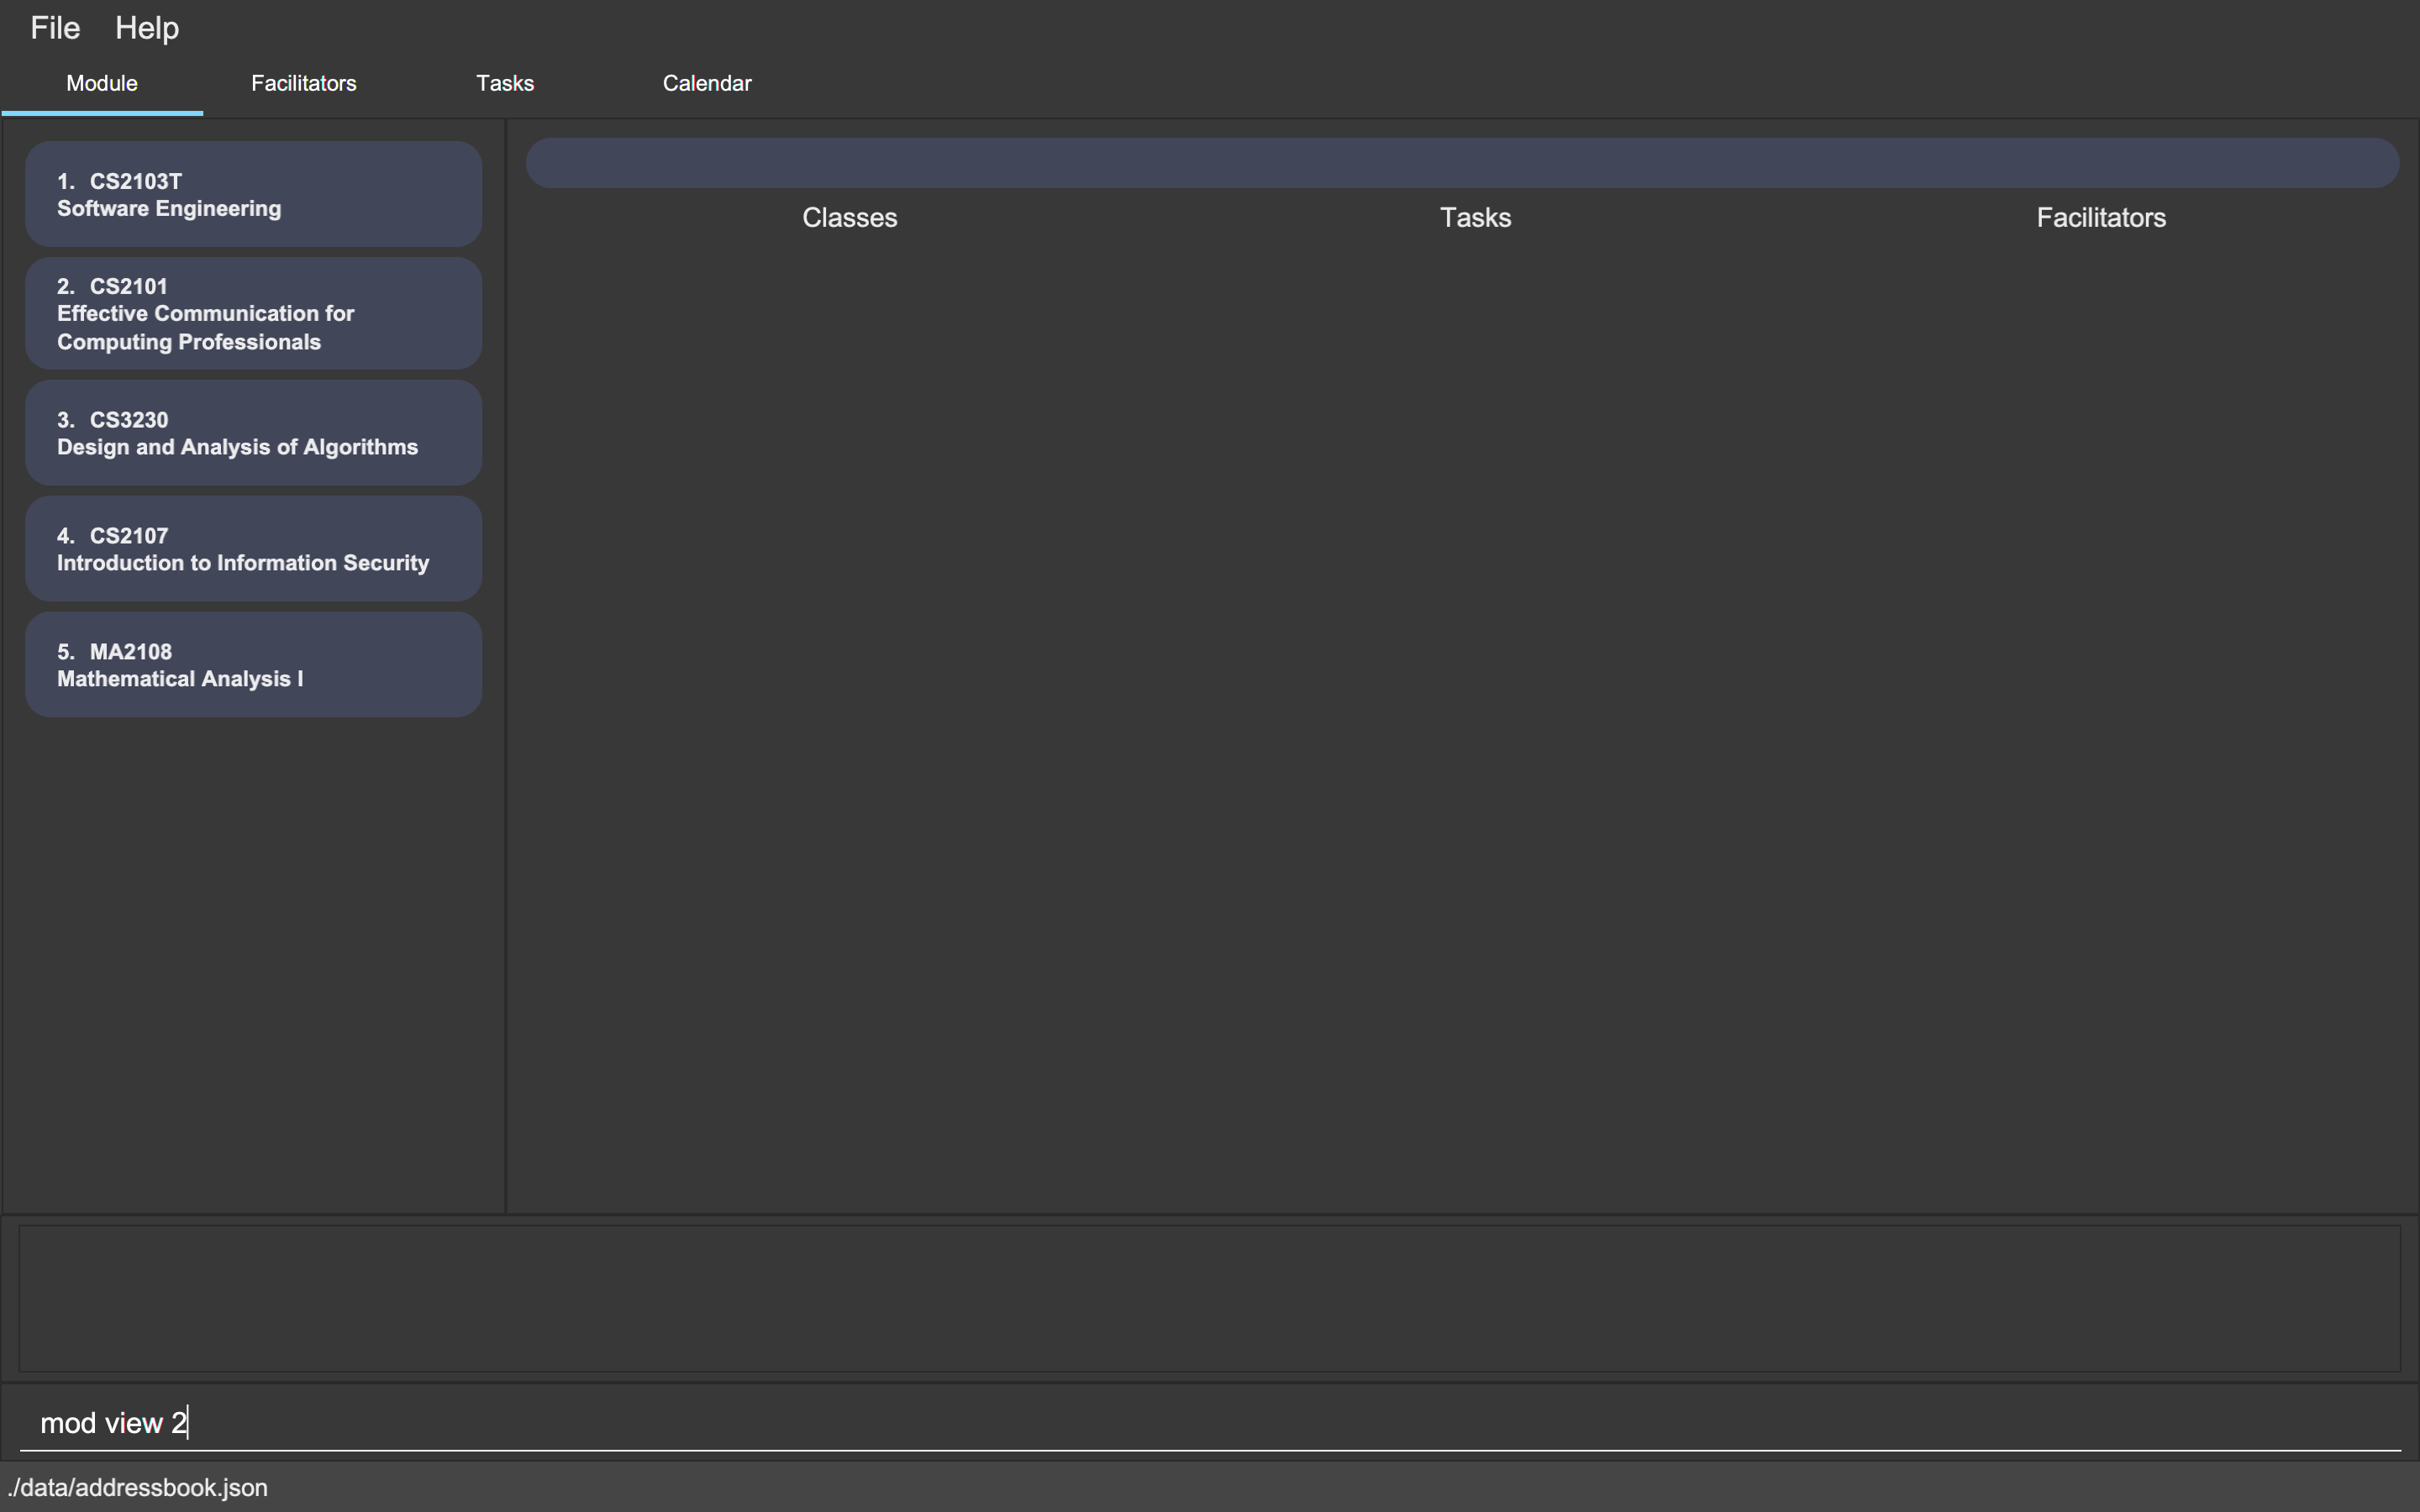 File Help
Module Facilitators Tasks Calendar
1. CS2103T
Software Engineering
2. CS2101
Effective Communication for
Computing Professionals
3. CS3230
Design and Analysis of Algorithms
4. CS2107
Introduction to Information Security
5. MA2108
Mathematical Analysis I
Classes Tasks Facilitators
mod view 2
./data/addressbook.json